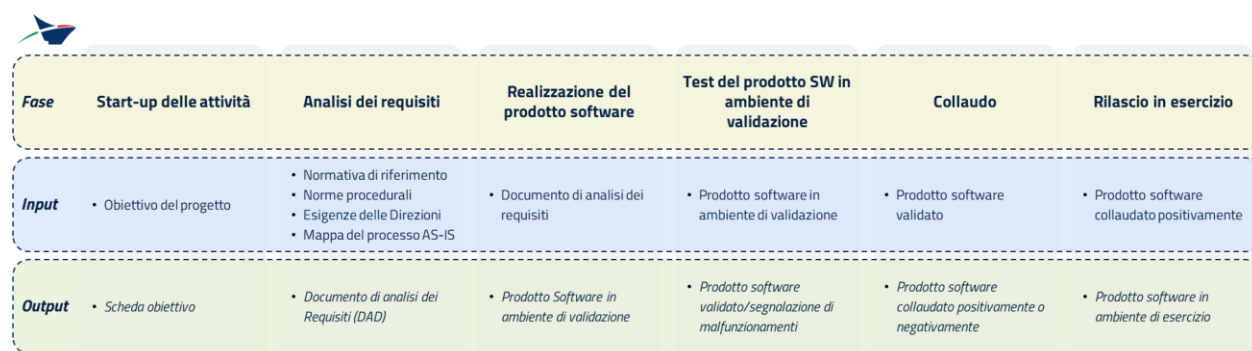 Fase
Start-up delle attività
Analisi dei requisiti
Realizzazione del
prodotto software
Test del prodotto SW in
ambiente di
validazione
Collaudo
Rilascio in esercizio
Input
• Obiettivo del progetto
• Normativa di riferimento
• Norme procedurali
• Esigenze delle Direzioni
• Mappa del processo AS-IS
• Documento di analisi dei
requisiti
• Prodotto software in
ambiente di validazione
• Prodotto software
validato
• Prodotto software
collaudato positivamente
Output
• Scheda obiettivo
• Documento di analisi dei
Requisiti (DAD)
• Prodotto Software in
ambiente di validazione
• Prodotto software
validato/segnalazione di
malfunzionamenti
• Prodotto software
collaudato positivamente o
negativamente
• Prodotto software in
ambiente di esercizio